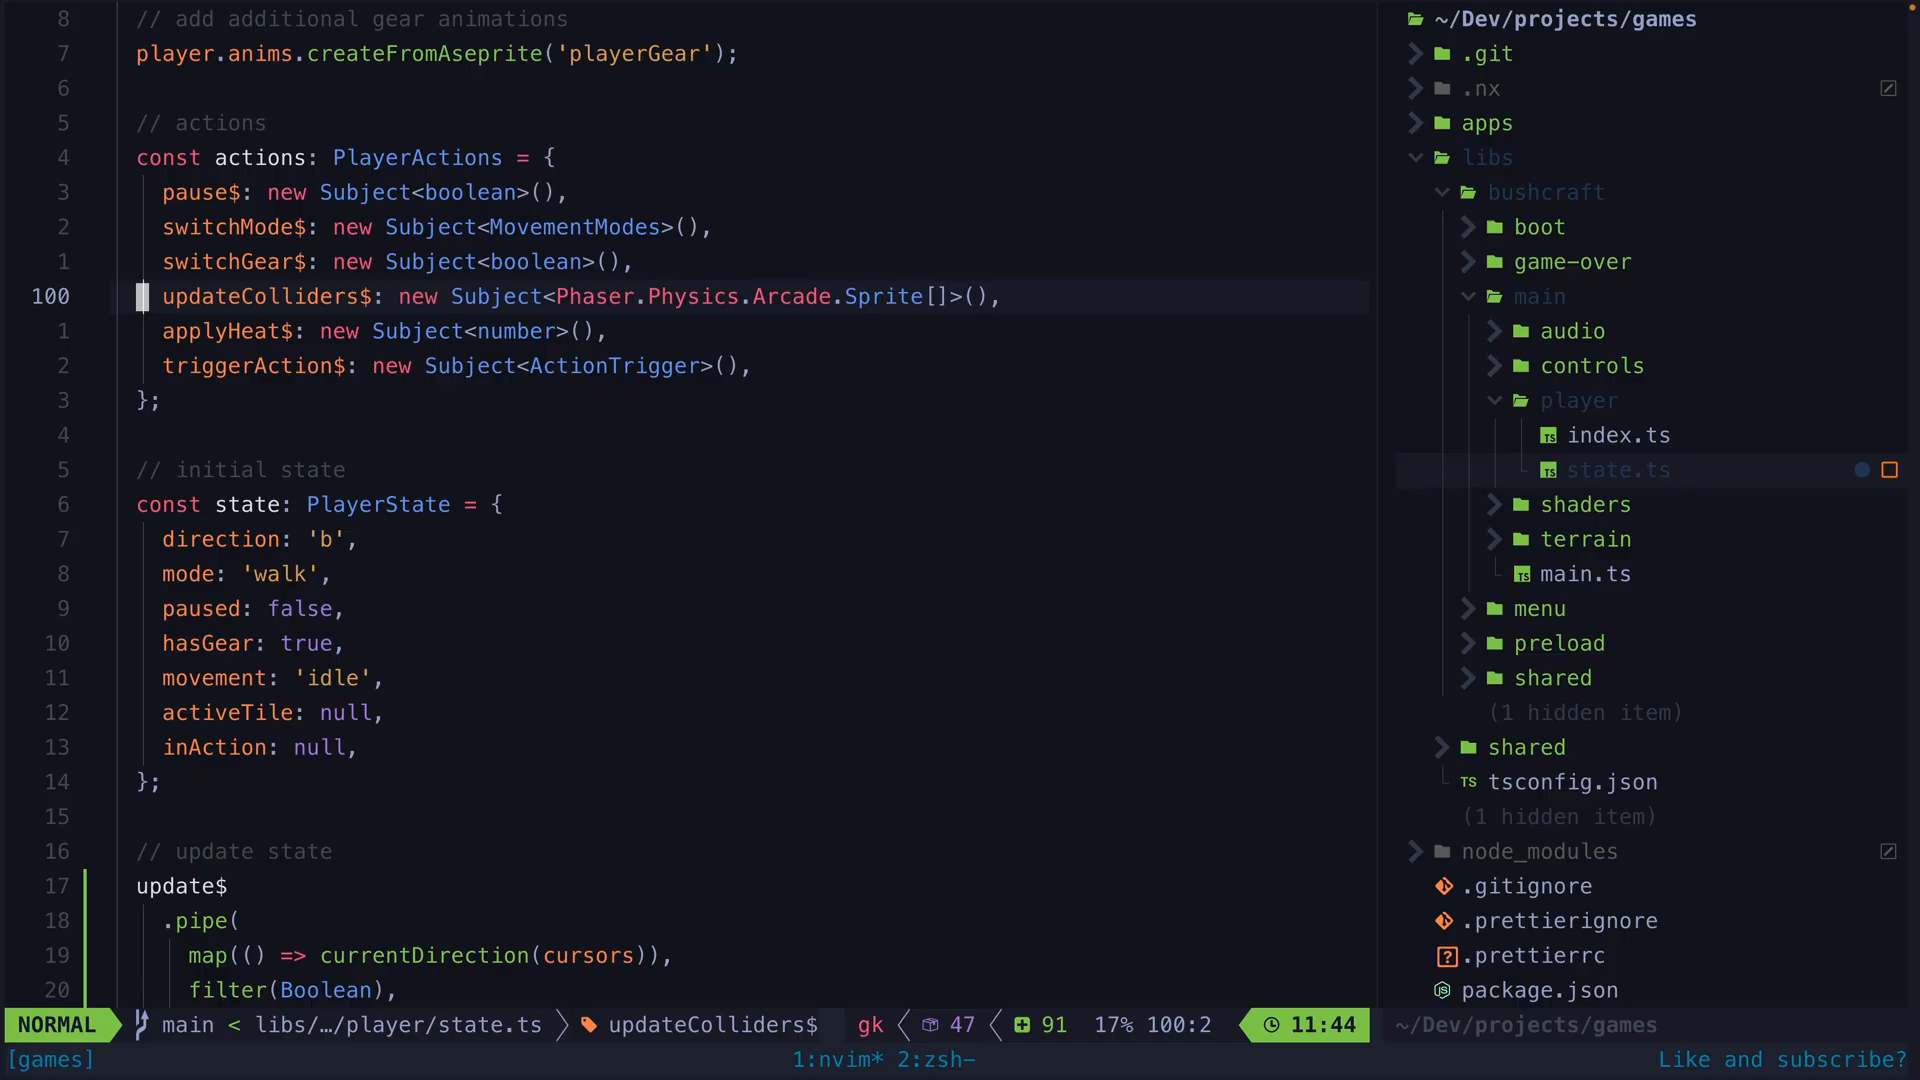 8 // add additional gear animations
7 player.anims.createFromAseprite('playerGear');
6
5 // actions
4 const actions: PlayerActions = {
3 pause$: new Subject<boolean>(),
2 switchMode$: new Subject<MovementModes>(),
1 switchGear$: new Subject<boolean>(),
100 updateColliders$: new Subject<Phaser.Physics.Arcade.Sprite[]>(),
1 applyHeat$: new Subject<number>(),
2 triggerAction$: new Subject<ActionTrigger>(),
3 };
4
5 // initial state
6 const state: PlayerState = {
7 direction: 'b',
8 mode: 'walk',
9 paused: false,
10 hasGear: true,
11 movement: 'idle',
12 activeTile: null,
13 inAction: null,
14 };
15
16 // update state
17 update$
18 .pipe(
19 map(() => currentDirection(cursors)),
20 filter(Boolean),
NORMAL main < libs/…/player/state.ts updateColliders$ gk 47 91 17% 100:2 11:44
~/Dev/projects/games
.git
.nx
apps
libs
bushcraft
boot
game-over
main
audio
controls
player
index.ts
state.ts
shaders
terrain
main.ts
menu
preload
shared
(1 hidden item)
shared
TS tsconfig.json
(1 hidden item)
node_modules
.gitignore
.prettierignore
.prettierrc
package.json
~/Dev/projects/games
[games] 1:nvim* 2:zsh- Like and subscribe?